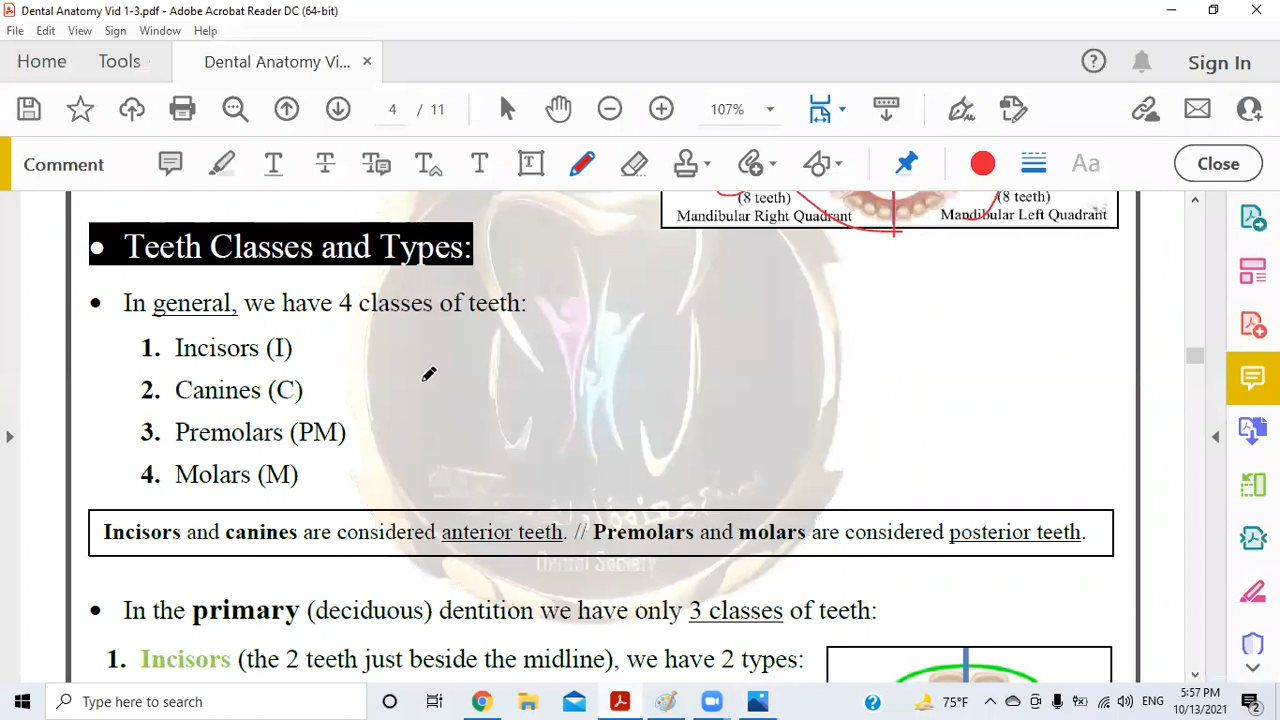 Dental Anatomy Vid 1-3.pdf - Adobe Acrobat Reader DC (64-bit)
File Edit View Sign Window Help
Home Tools Dental Anatomy Vi... × Sign In
4 / 11 107%
Comment Close
(8 teeth) (8 teeth)
Mandibular Right Quadrant Mandibular Left Quadrant
• Teeth Classes and Types:
• In general, we have 4 classes of teeth:
1. Incisors (I)
2. Canines (C)
3. Premolars (PM)
4. Molars (M)
Incisors and canines are considered anterior teeth. // Premolars and molars are considered posterior teeth.
Dental Society
• In the primary (deciduous) dentition we have only 3 classes of teeth:
1. Incisors (the 2 teeth just beside the midline), we have 2 types:
Type here to search
75°F ENG 5:57 PM
10/13/2021 2